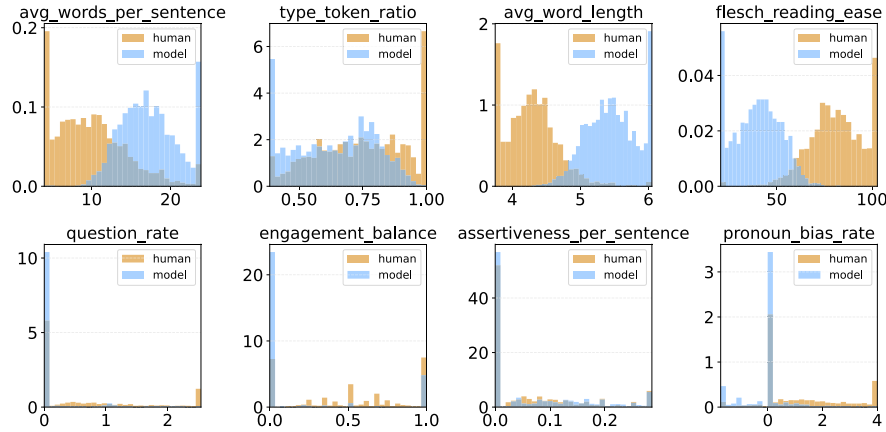 avg_words_per_sentence
type_token_ratio
avg_word_length
flesch_reading_ease
0.2
0.1
0.0
10
20
human
model
6
4
2
0
0.50
0.75
1.00
human
model
2
1
0
4
5
6
human
model
0.04
0.02
0.00
50
100
human
model
question_rate
engagement_balance
assertiveness_per_sentence
pronoun_bias_rate
10
5
0
0
1
2
human
model
20
10
0
0.0
0.5
1.0
human
model
40
20
0
0.0
0.1
0.2
human
model
3
2
1
0
0
2
4
human
model